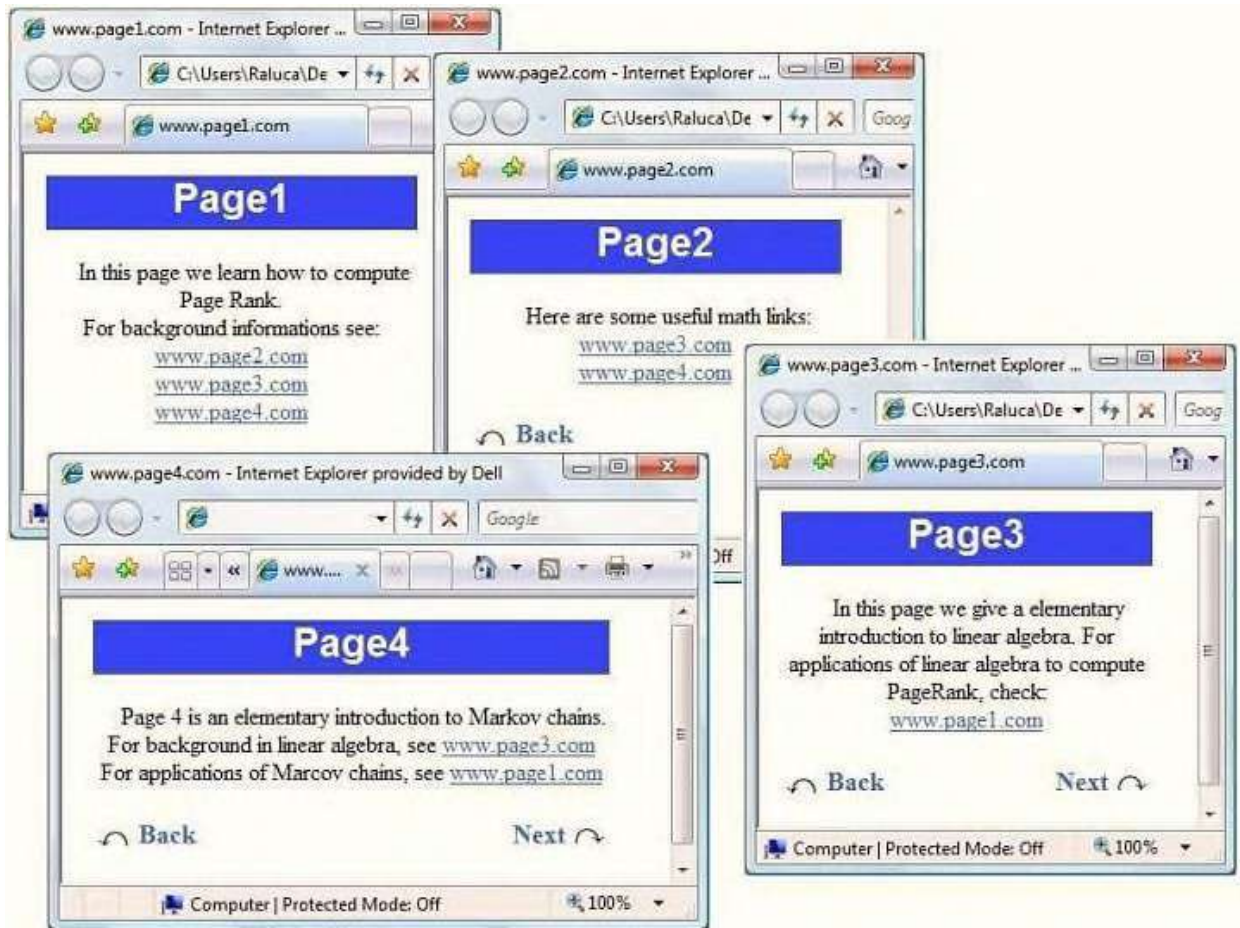 www.page1.com - Internet Explorer ...
C:\Users\Raluca\De
www.page1.com
Page1
In this page we learn how to compute
Page Rank.
For background informations see:
www.page2.com
www.page3.com
www.page4.com
www.page2.com - Internet Explorer ...
C:\Users\Raluca\De
Goog
www.page2.com
Page2
Here are some useful math links:
www.page3.com
www.page4.com
Back
Off
www.page3.com - Internet Explorer ...
C:\Users\Raluca\De
Goog
www.page3.com
Page3
In this page we give a elementary
introduction to linear algebra. For
applications of linear algebra to compute
PageRank, check:
www.page1.com
Back Next
Computer | Protected Mode: Off 100%
www.page4.com - Internet Explorer provided by Dell
Google
www....
Page4
Page 4 is an elementary introduction to Markov chains.
For background in linear algebra, see www.page3.com
For applications of Marcov chains, see www.page1.com
Back Next
Computer | Protected Mode: Off 100%